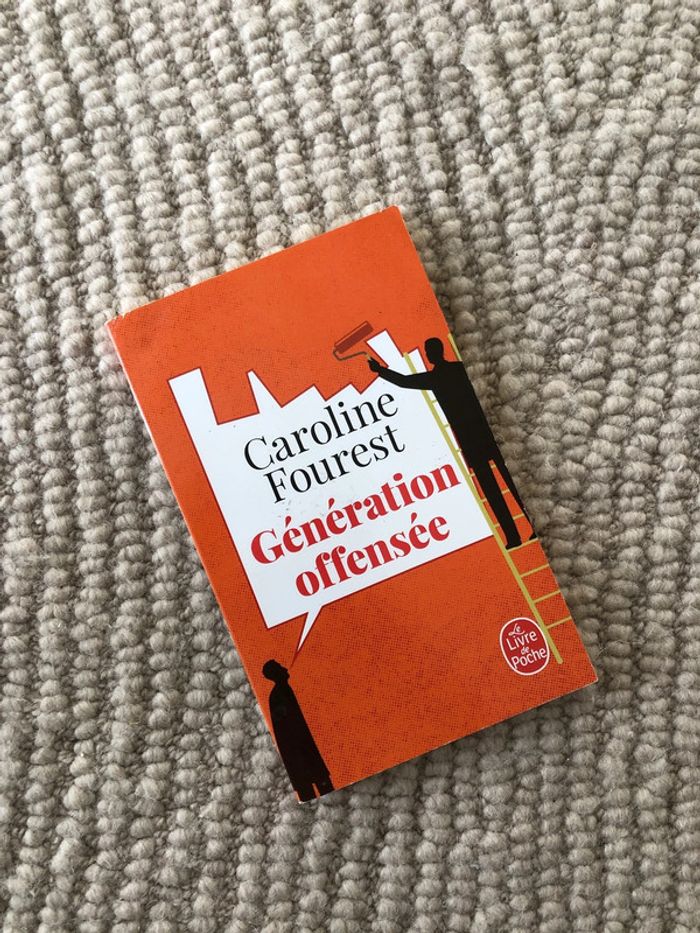 Caroline
Fourest
Génération
offensée
Le
Livre
de
Poche